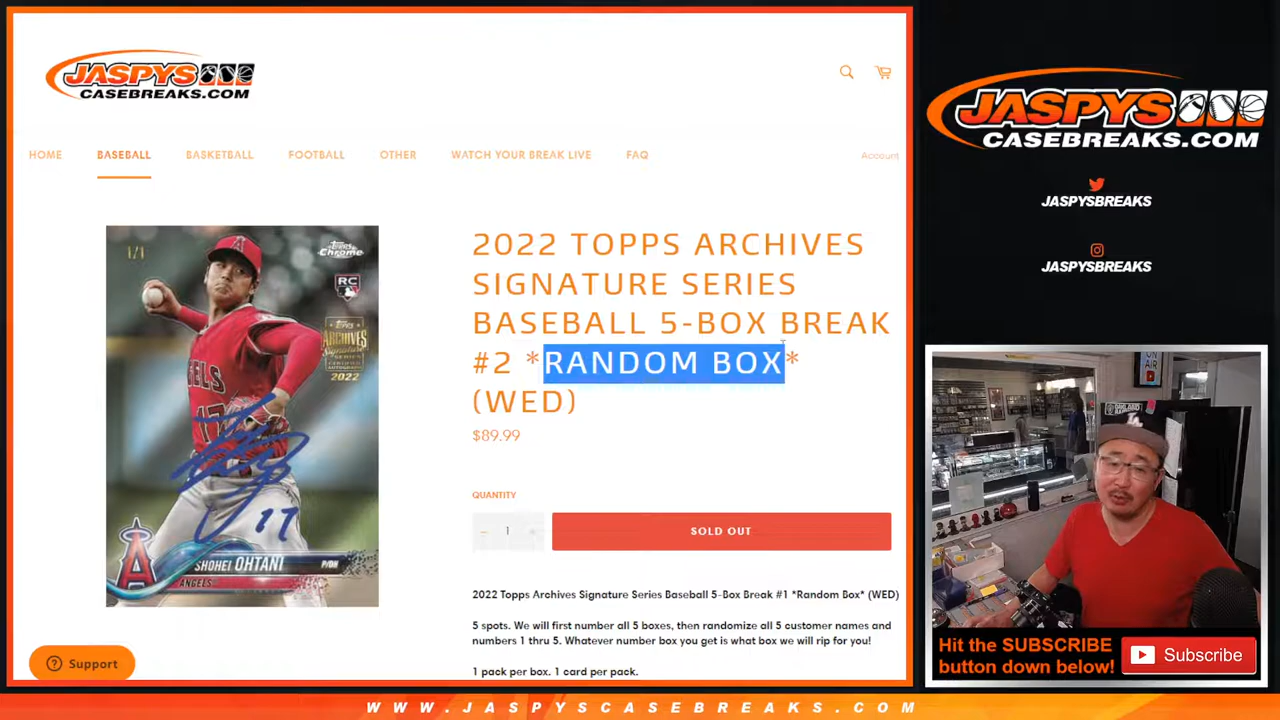 JASPYS
CASEBREAKS.COM
HOME
BASEBALL
BASKETBALL
FOOTBALL
OTHER
WATCH YOUR BREAK LIVE
FAQ
Account
1/1
Topps
Chrome
RC
TOPPS
ARCHIVES
Signature
SERIES
2022
17
SHOHEI OHTANI
P/DH
ANGELS
2022 TOPPS ARCHIVES
SIGNATURE SERIES
BASEBALL 5-BOX BREAK
#2 *RANDOM BOX*
(WED)
$89.99
QUANTITY
1
SOLD OUT
2022 Topps Archives Signature Series Baseball 5-Box Break #1 *Random Box* (WED)
5 spots. We will first number all 5 boxes, then randomize all 5 customer names and
numbers 1 thru 5. Whatever number box you get is what box we will rip for you!
1 pack per box. 1 card per pack.
Support
JASPYS
CASEBREAKS.COM
JASPYSBREAKS
JASPYSBREAKS
ON
AIR
Hit the SUBSCRIBE
button down below!
Subscribe
WWW.JASPYSCASEBREAKS.COM